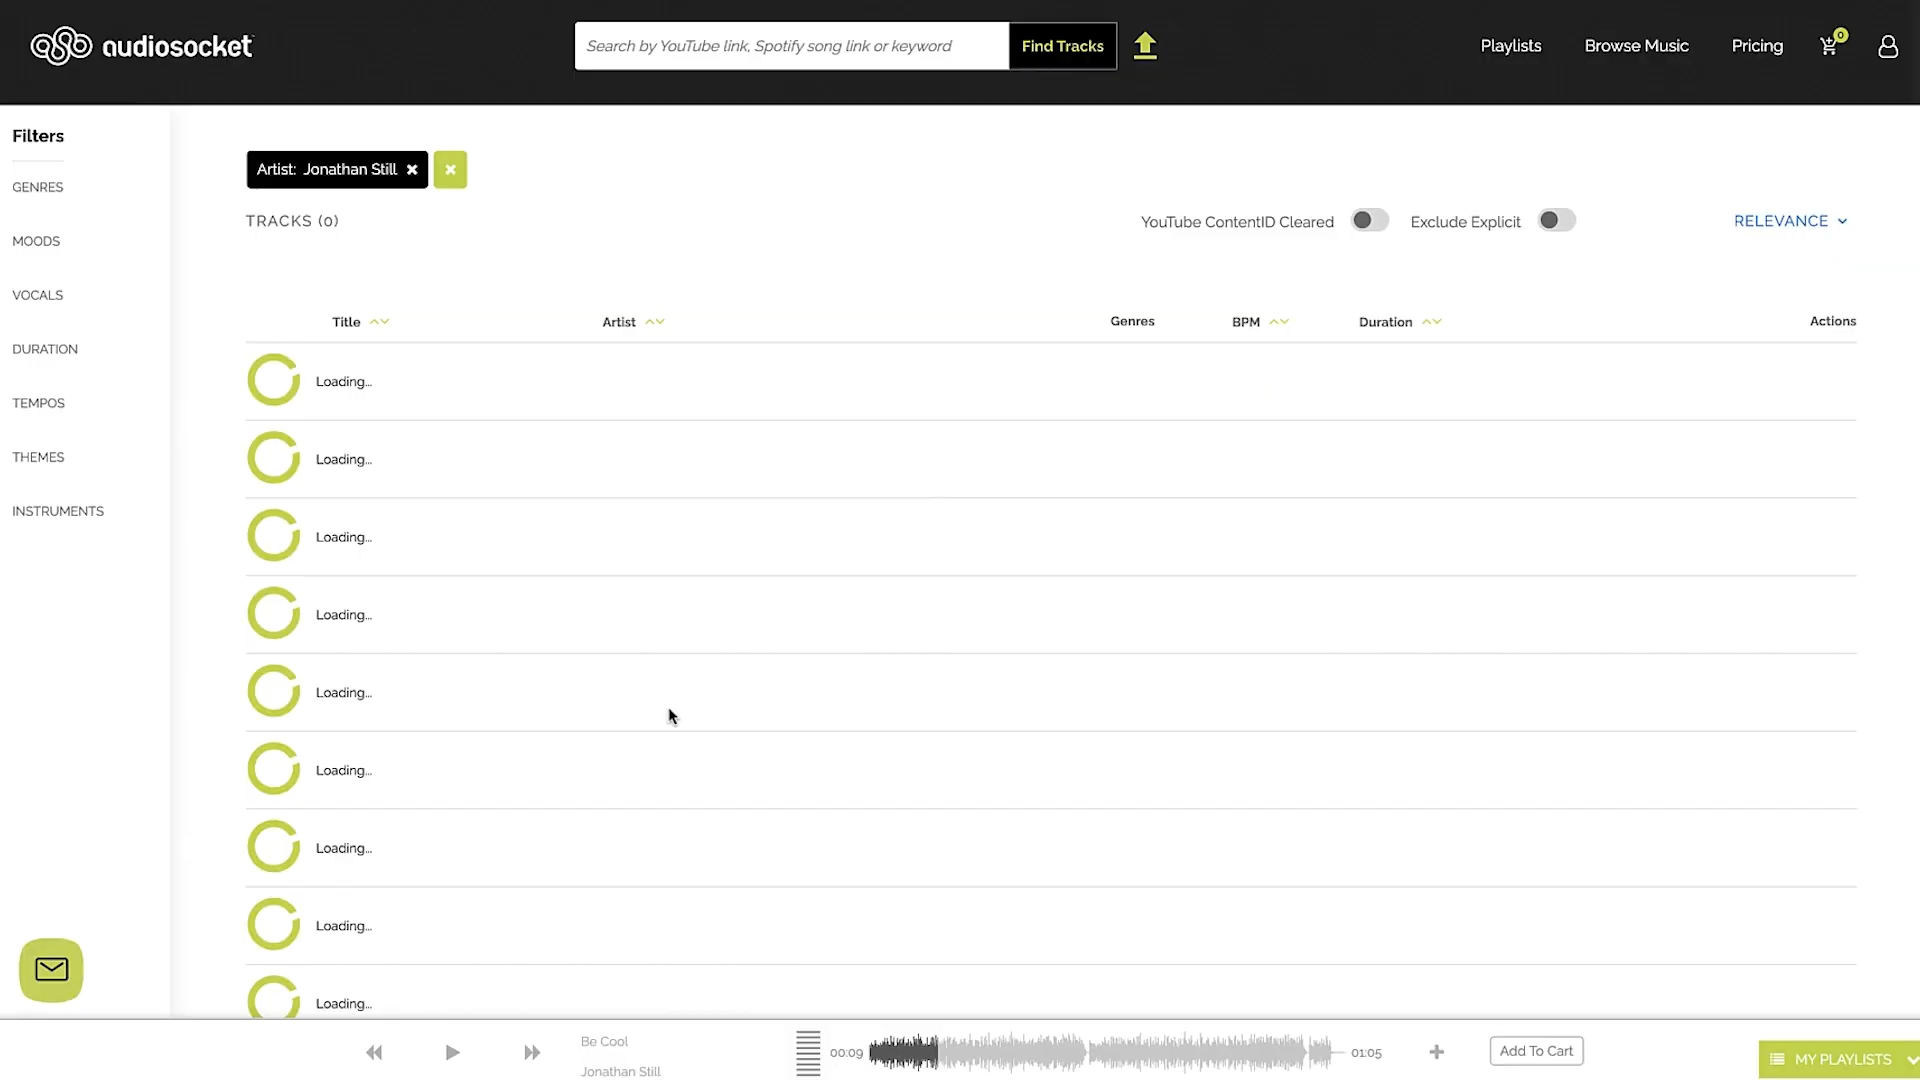 audiosocket
Search by YouTube link, Spotify song link or keyword
Find Tracks
Playlists
Browse Music
Pricing
0
Filters
GENRES
MOODS
VOCALS
DURATION
TEMPOS
THEMES
INSTRUMENTS
Artist: Jonathan Still
TRACKS (0)
YouTube ContentID Cleared
Exclude Explicit
RELEVANCE
Title
Artist
Genres
BPM
Duration
Actions
Loading...
Loading...
Loading...
Loading...
Loading...
Loading...
Loading...
Loading...
Loading...
Be Cool
Jonathan Still
00:09
01:05
Add To Cart
MY PLAYLISTS